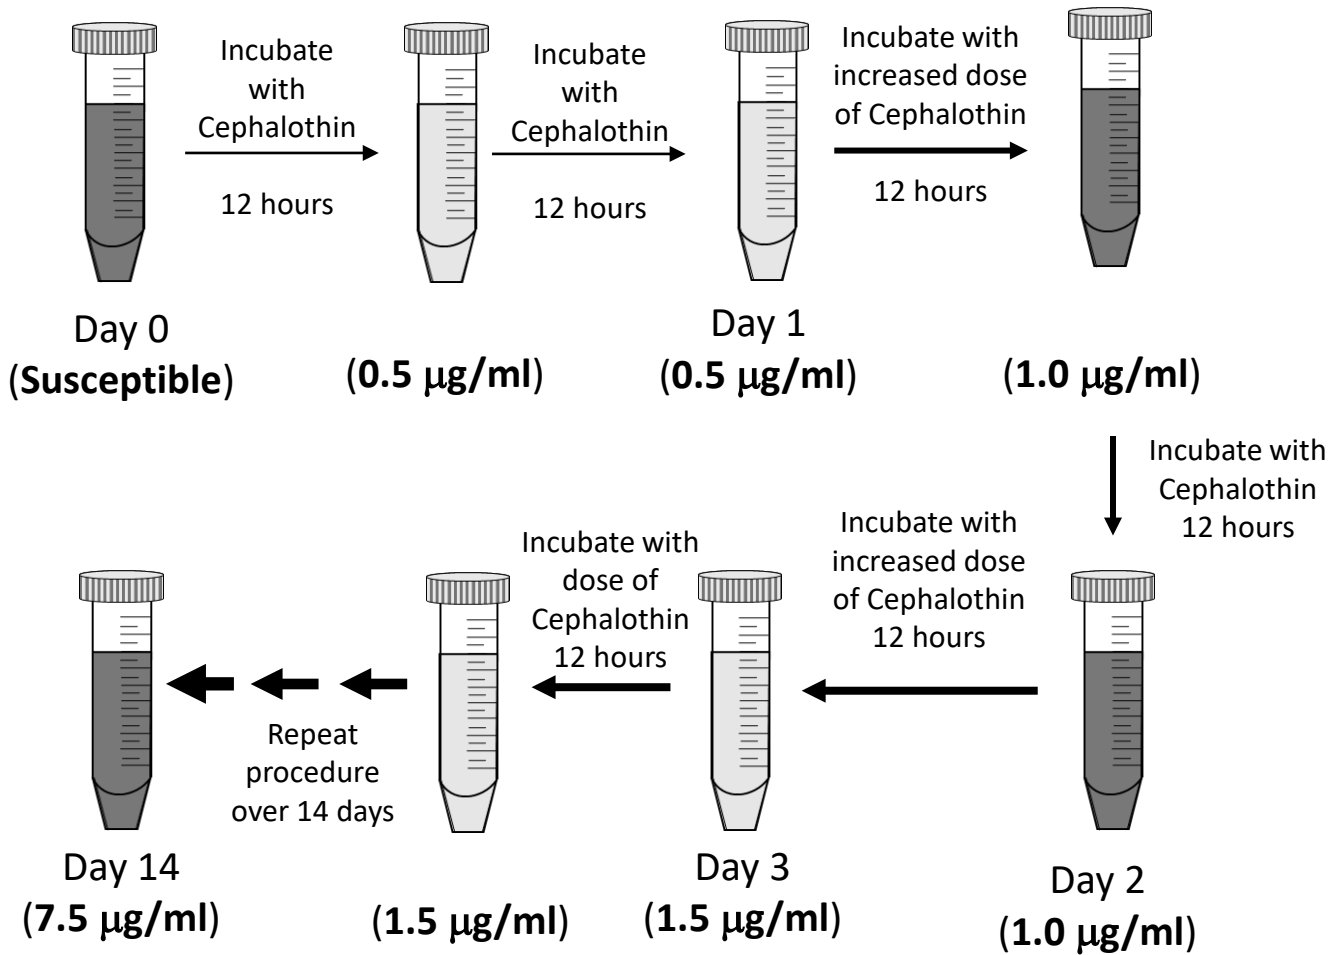 Incubate
with
Cephalothin
12 hours
Incubate
with
Cephalothin
12 hours
Incubate with
increased dose
of Cephalothin
12 hours
Day 0
(Susceptible)
(0.5 μg/ml)
Day 1
(0.5 μg/ml)
(1.0 μg/ml)
Incubate with
Cephalothin
12 hours
Incubate with
increased dose
of Cephalothin
12 hours
Incubate with
dose of
Cephalothin
12 hours
Repeat
procedure
over 14 days
Day 2
(1.0 μg/ml)
Day 3
(1.5 μg/ml)
(1.5 μg/ml)
Day 14
(7.5 μg/ml)